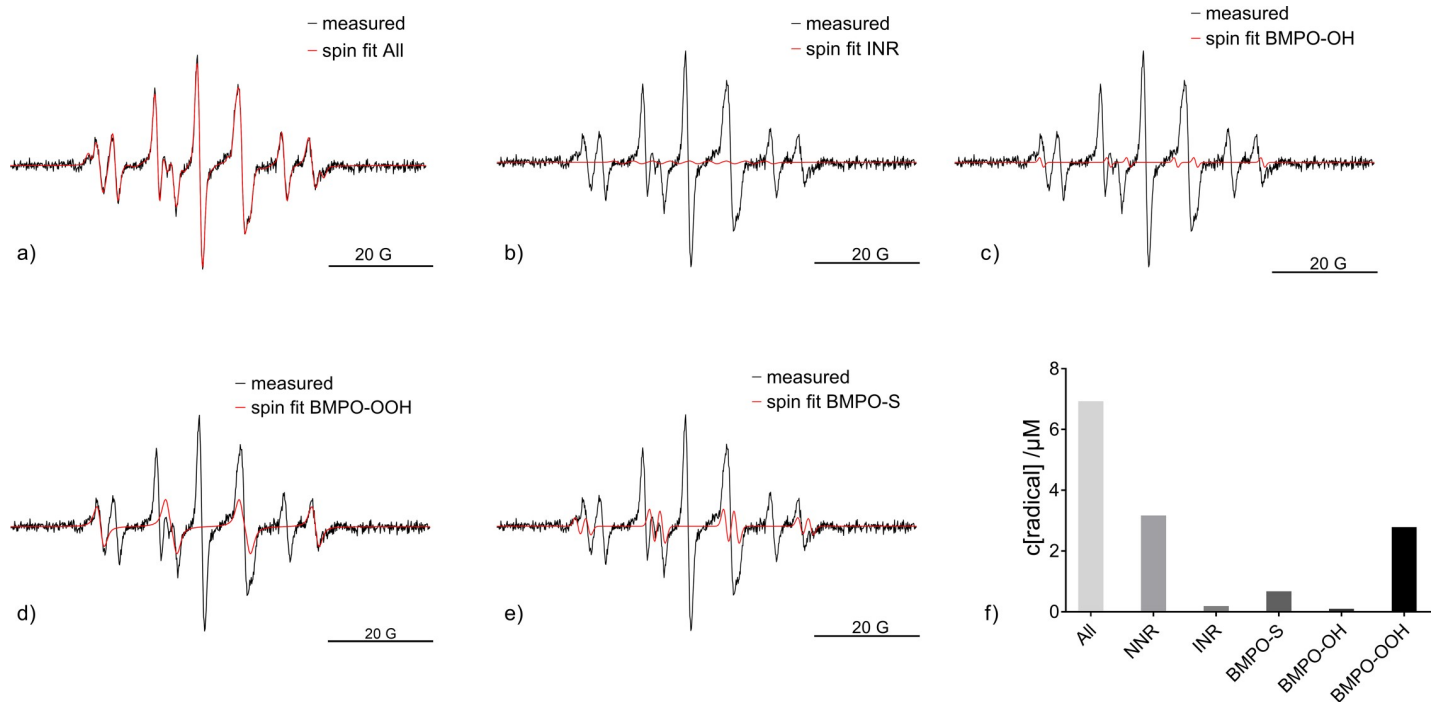 – measured
– spin fit All
a)
20 G
– measured
– spin fit INR
b)
20 G
– measured
– spin fit BMPO-OH
c)
20 G
– measured
– spin fit BMPO-OOH
d)
20 G
– measured
– spin fit BMPO-S
e)
20 G
f)
c[radical] /µM
8
6
4
2
0
All
NNR
INR
BMPO-S
BMPO-OH
BMPO-OOH